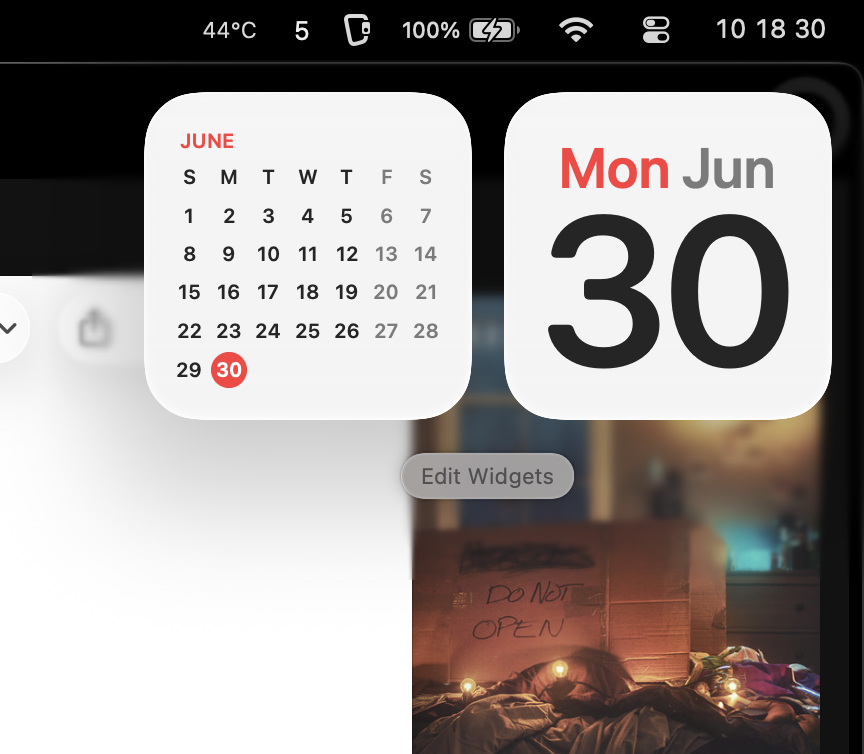 44°C 5 100% 10 18 30
JUNE
S M T W T F S
1 2 3 4 5 6 7
8 9 10 11 12 13 14
15 16 17 18 19 20 21
22 23 24 25 26 27 28
29 30
Mon Jun
30
Edit Widgets
DO NOT
OPEN